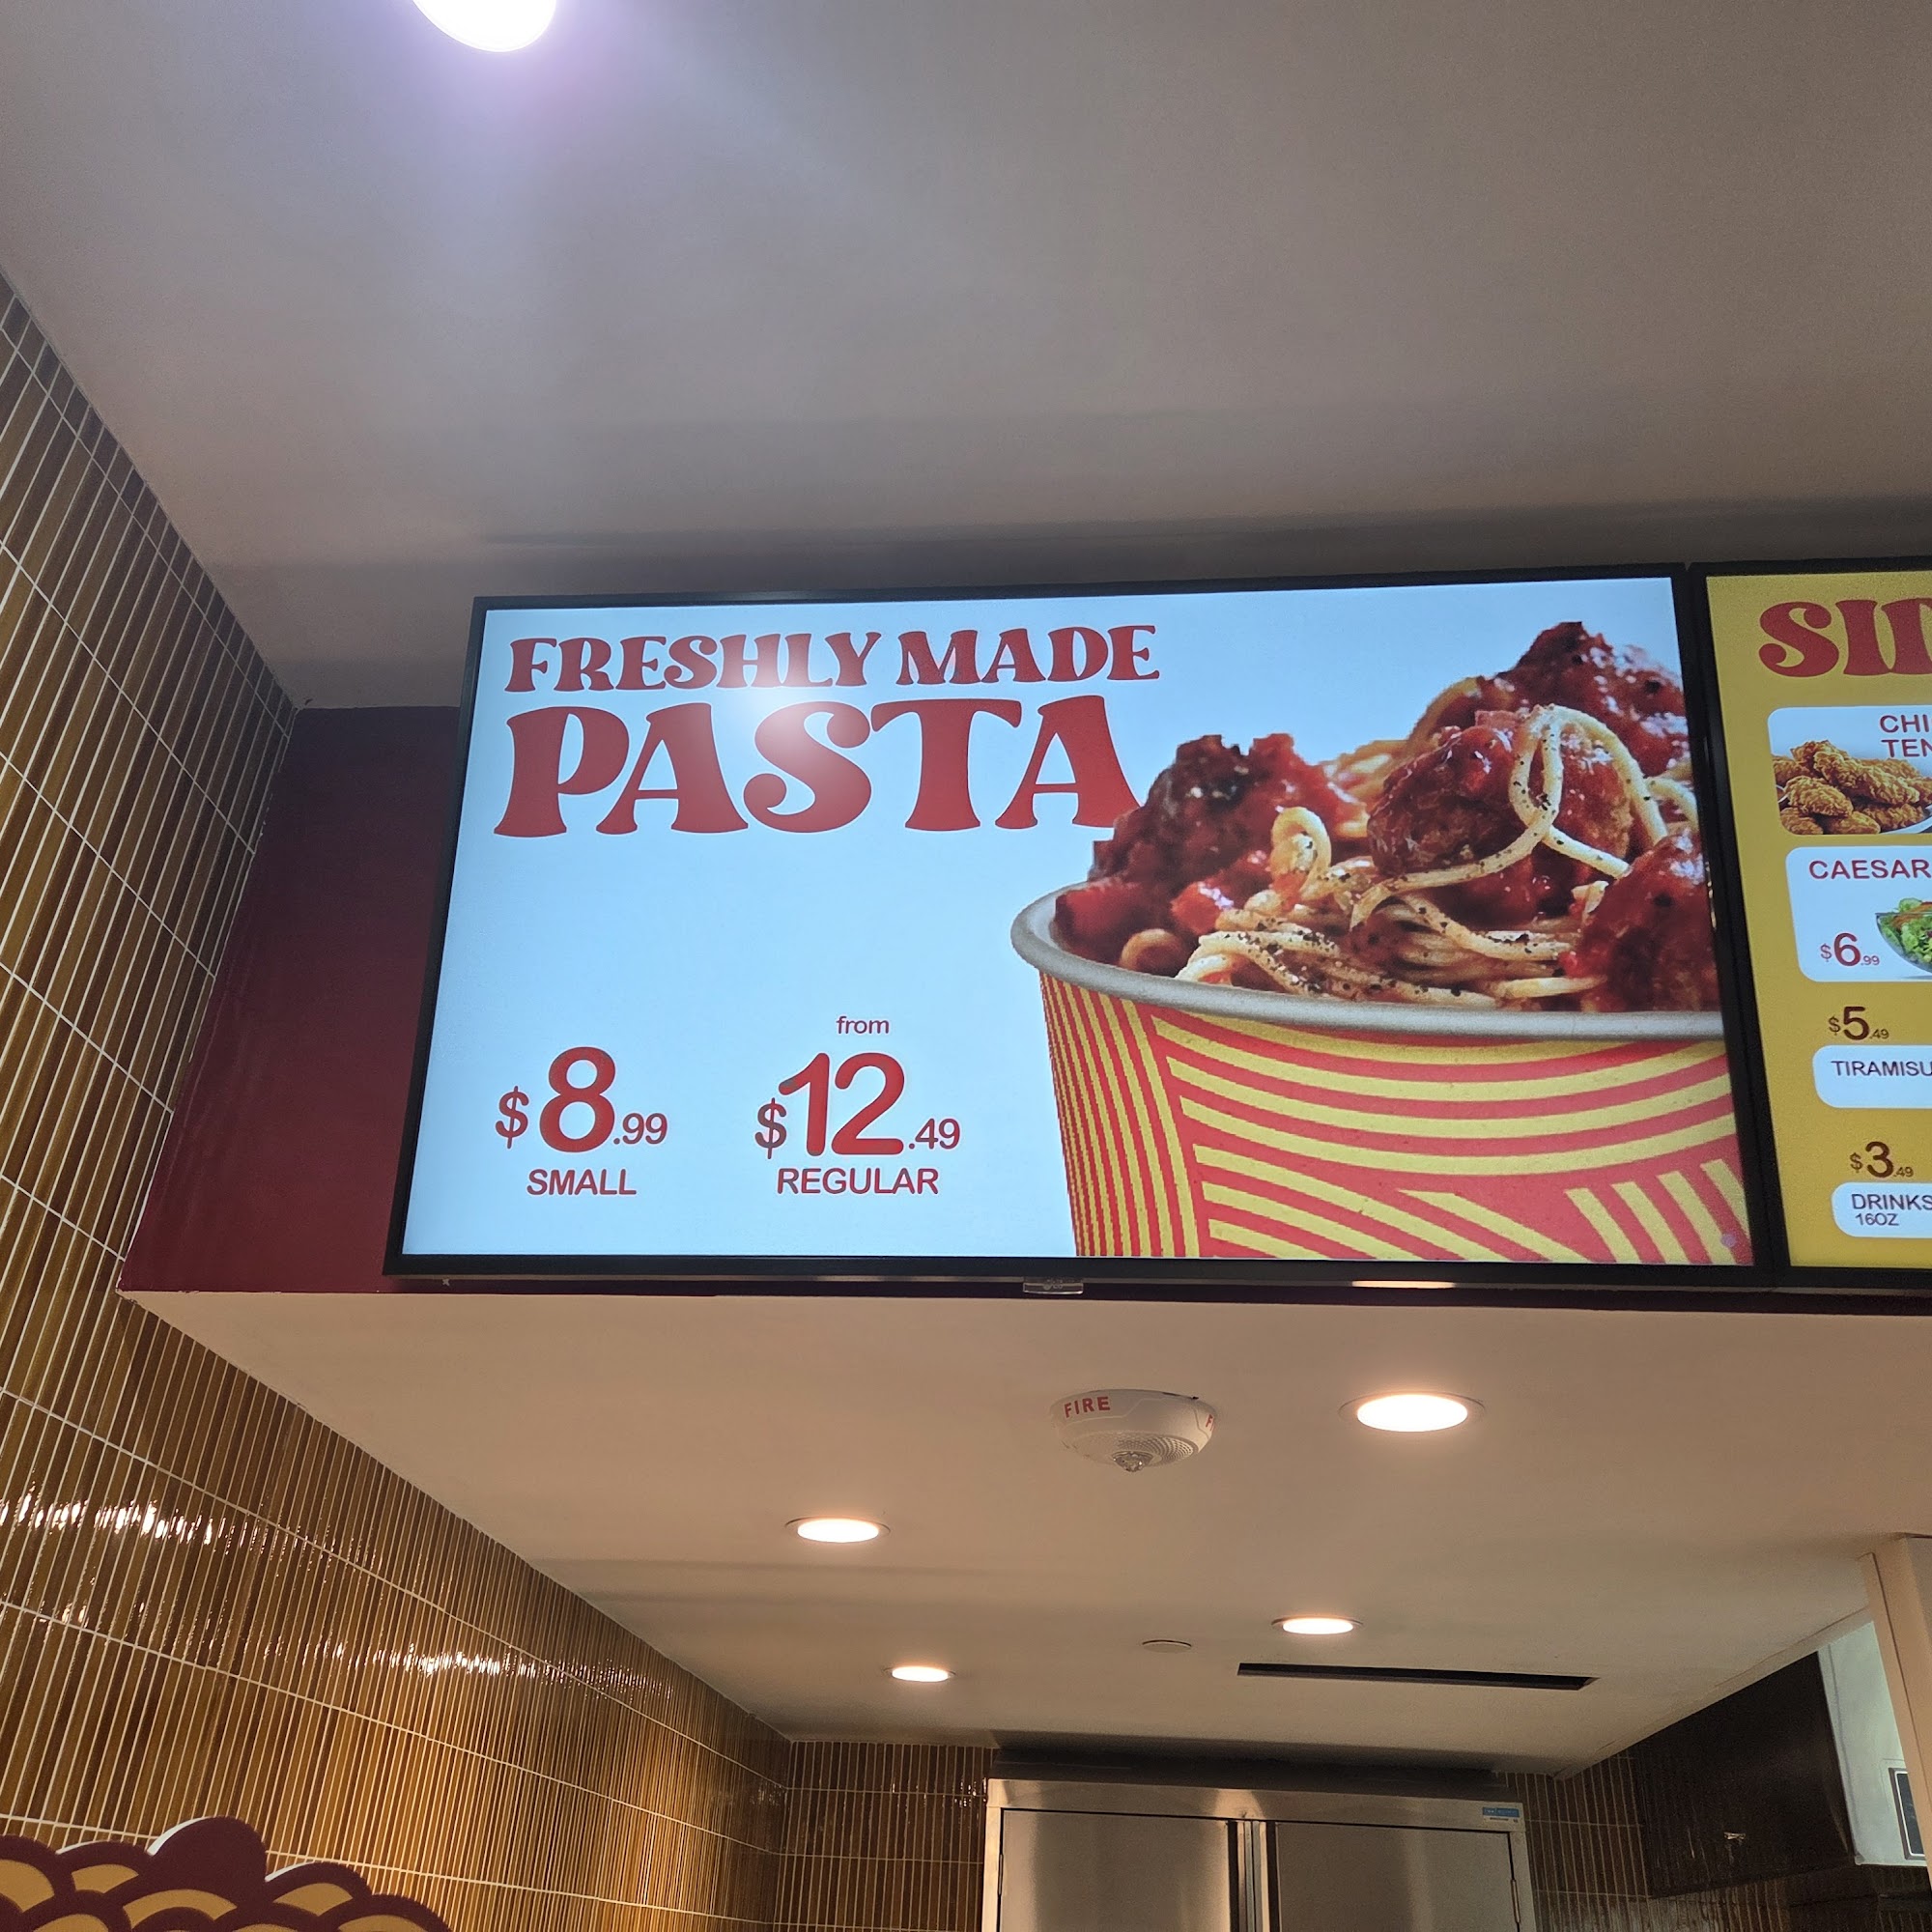 FRESHLY MADE
PASTA
$8.99
SMALL
from
$12.49
REGULAR
CAESAR
$6.99
$5.49
TIRAMISU
$3.49
DRINKS
16OZ
FIRE